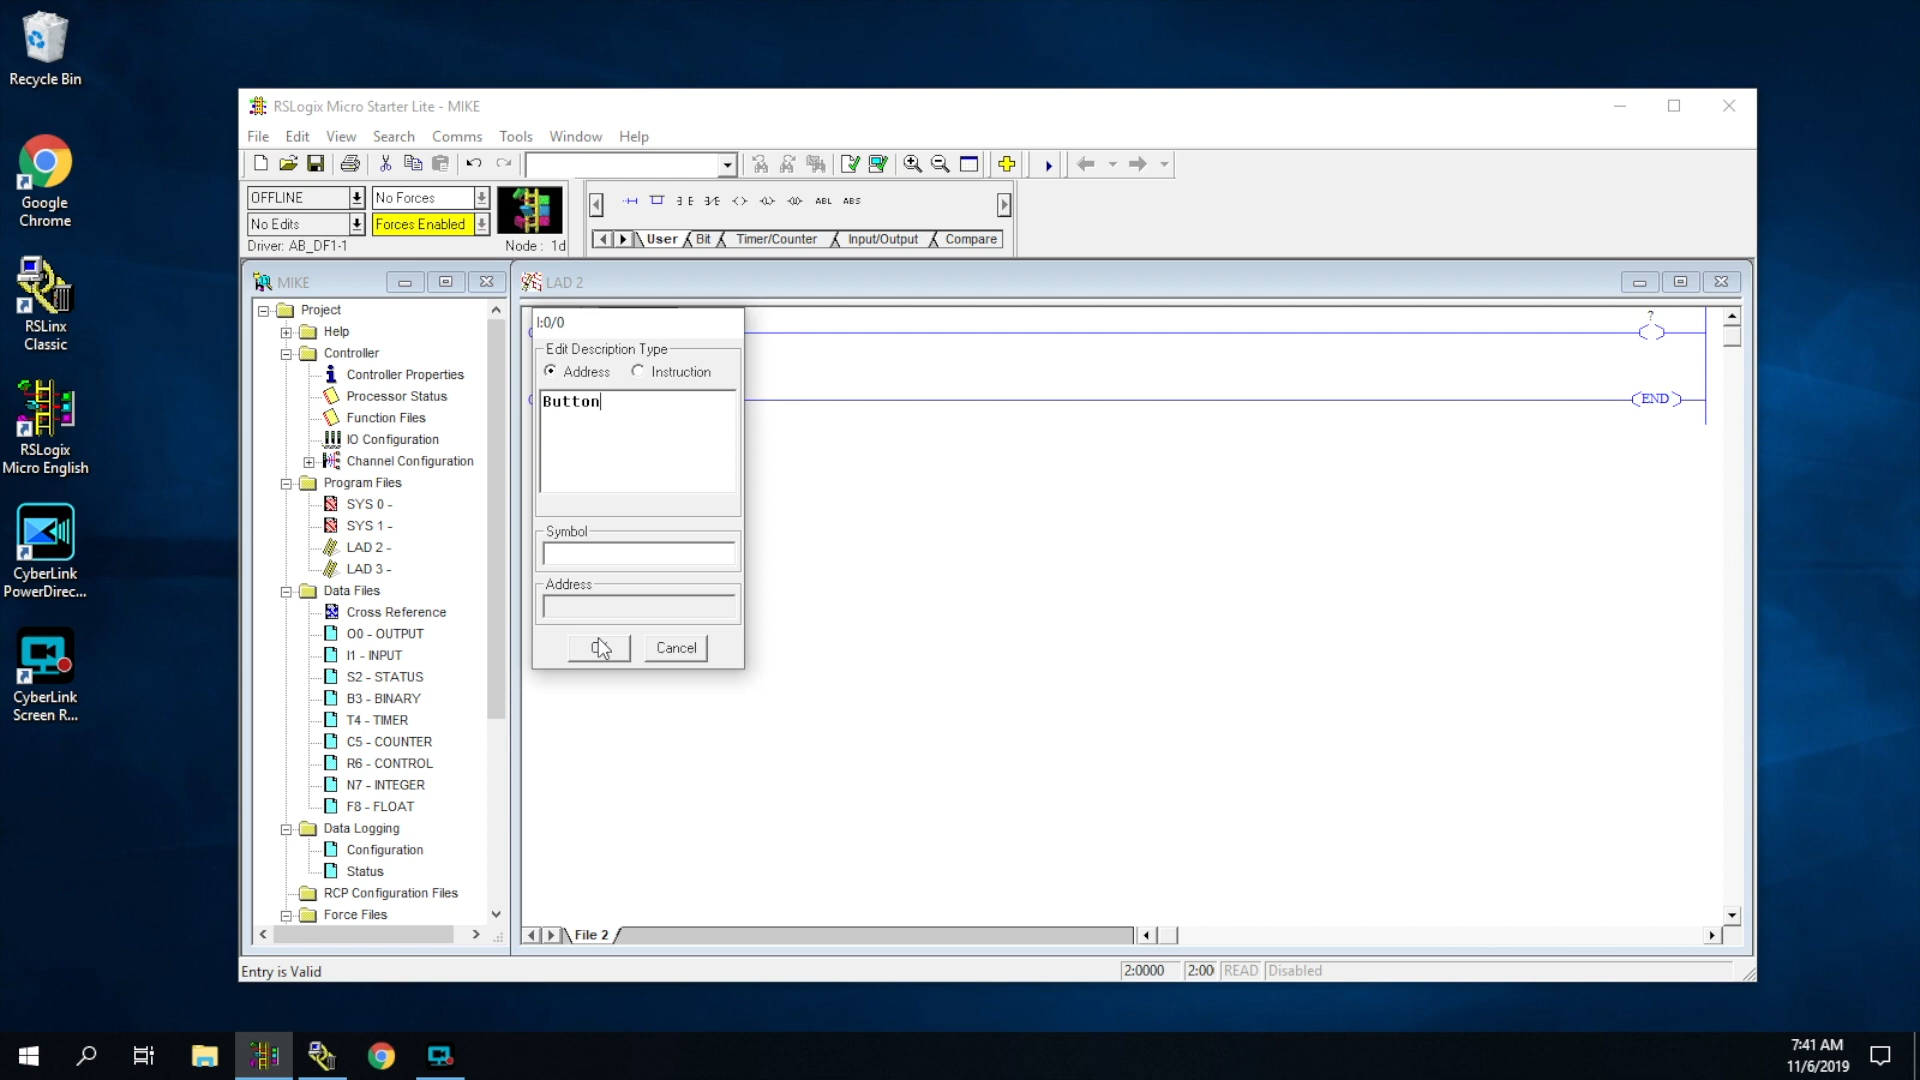 Recycle Bin
Google
Chrome
RSLinx
Classic
RSLogix
Micro English
CyberLink
PowerDirec...
CyberLink
Screen R...
RSLogix Micro Starter Lite - MIKE
File Edit View Search Comms Tools Window Help
OFFLINE No Forces
No Edits Forces Enabled
Driver: AB_DF1-1 Node : 1d
ABL ABS
User Bit Timer/Counter Input/Output Compare
MIKE
Project
Help
Controller
Controller Properties
Processor Status
Function Files
IO Configuration
Channel Configuration
Program Files
SYS 0 -
SYS 1 -
LAD 2 -
LAD 3 -
Data Files
Cross Reference
O0 - OUTPUT
I1 - INPUT
S2 - STATUS
B3 - BINARY
T4 - TIMER
C5 - COUNTER
R6 - CONTROL
N7 - INTEGER
F8 - FLOAT
Data Logging
Configuration
Status
RCP Configuration Files
Force Files
LAD 2
I:0/0
Edit Description Type
Address Instruction
Button
Symbol
Address
Cancel
?
END
File 2
Entry is Valid
2:0000 2:00 READ Disabled
7:41 AM
11/6/2019